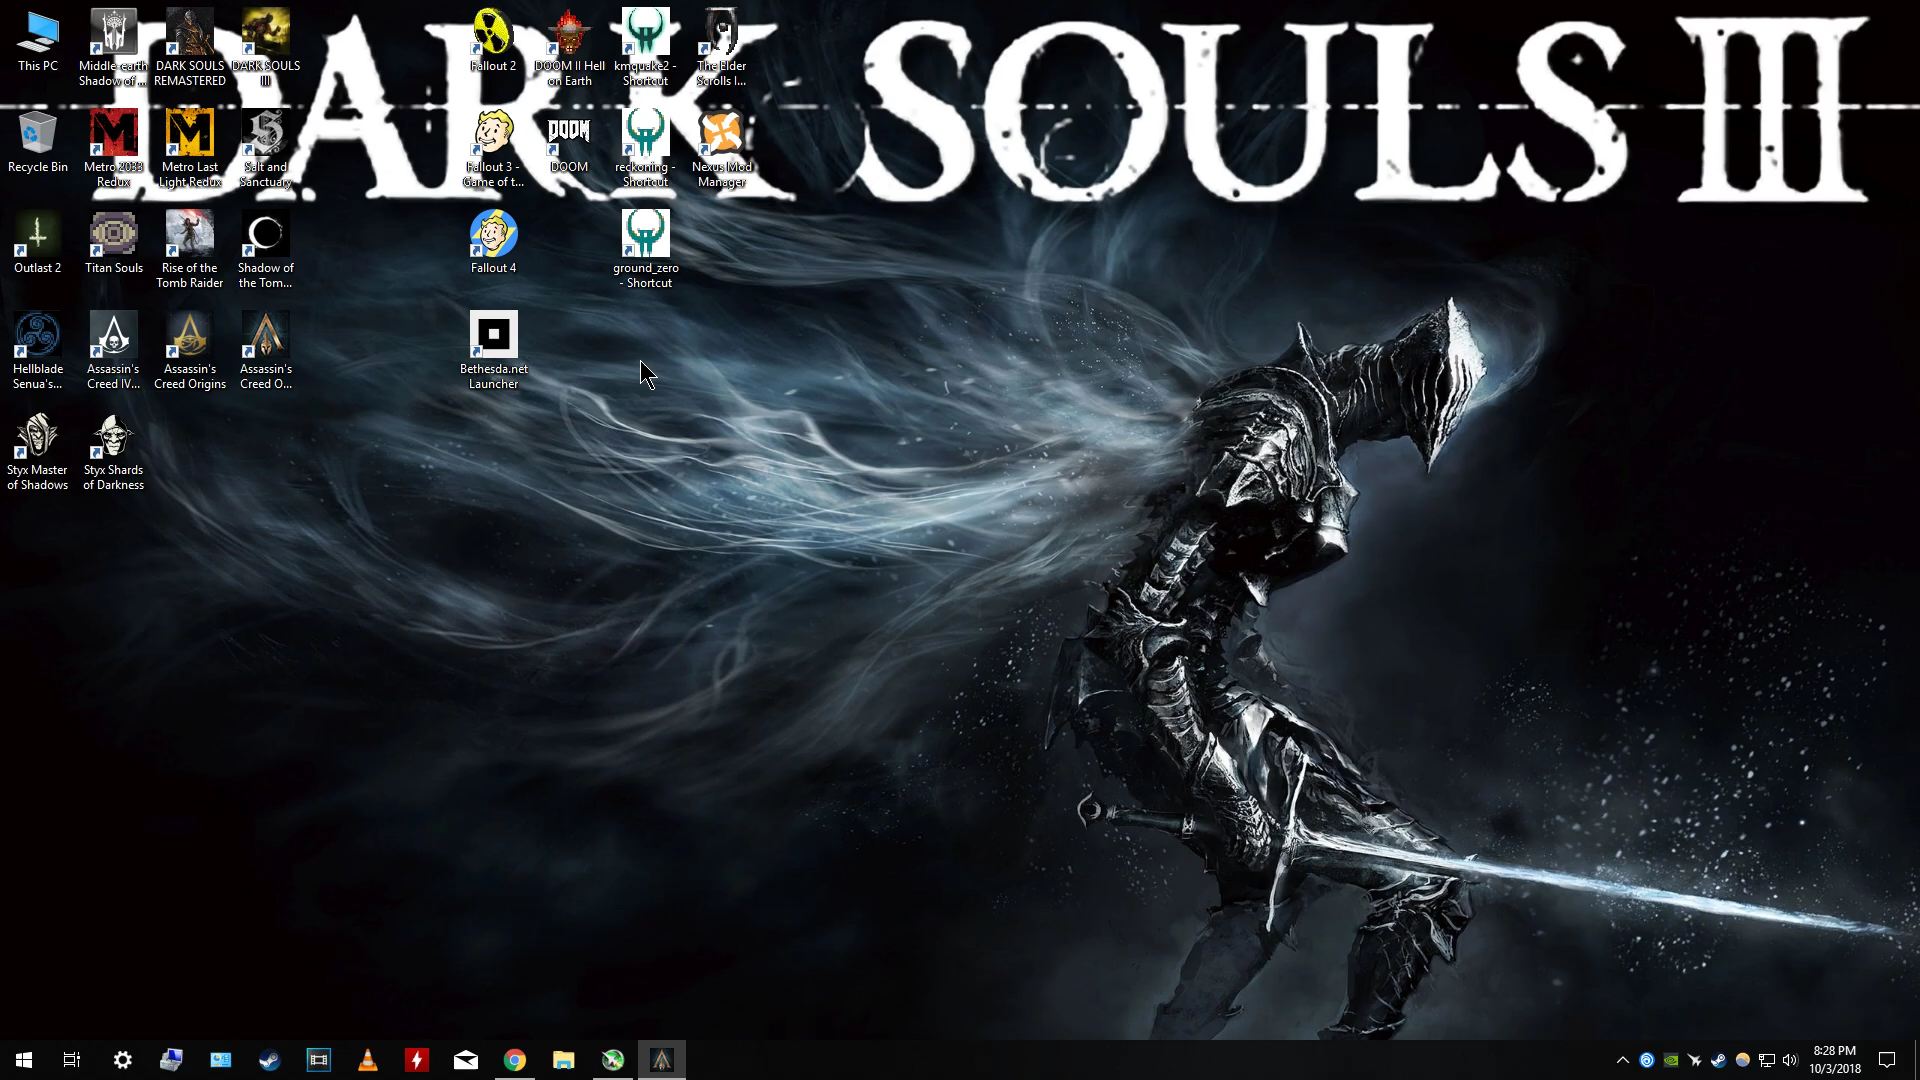 DARK SOULS III
This PC
Middle-earth
Shadow of ...
DARK SOULS
REMASTERED
DARK SOULS
III
Fallout 2
DOOM II Hell
on Earth
kmquake2 -
Shortcut
The Elder
Scrolls I...
Recycle Bin
Metro 2033
Redux
Metro Last
Light Redux
Salt and
Sanctuary
Fallout 3 -
Game of t...
DOOM
DOOM
reckoning -
Shortcut
Nexus Mod
Manager
Outlast 2
Titan Souls
Rise of the
Tomb Raider
Shadow of
the Tom...
Fallout 4
ground_zero
- Shortcut
Hellblade
Senua's...
Assassin's
Creed IV...
Assassin's
Creed Origins
Assassin's
Creed O...
Bethesda.net
Launcher
Styx Master
of Shadows
Styx Shards
of Darkness
8:28 PM
10/3/2018